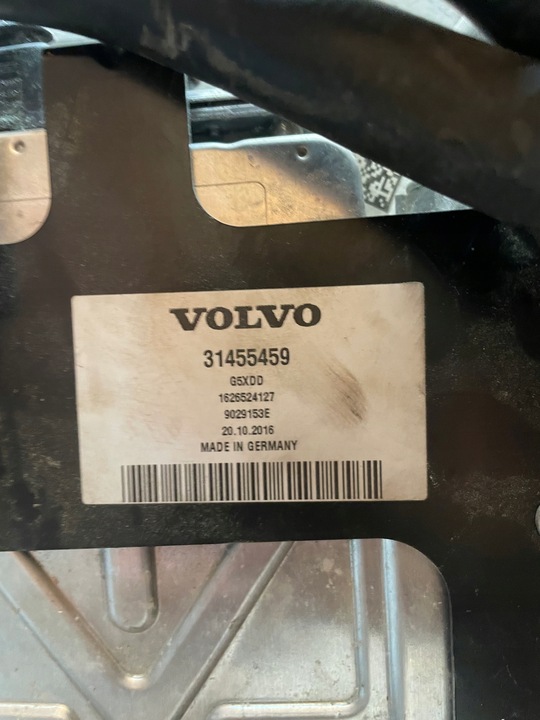 VOLVO
31455459
G5XDD
1626524127
9029153E
20.10.2016
MADE IN GERMANY